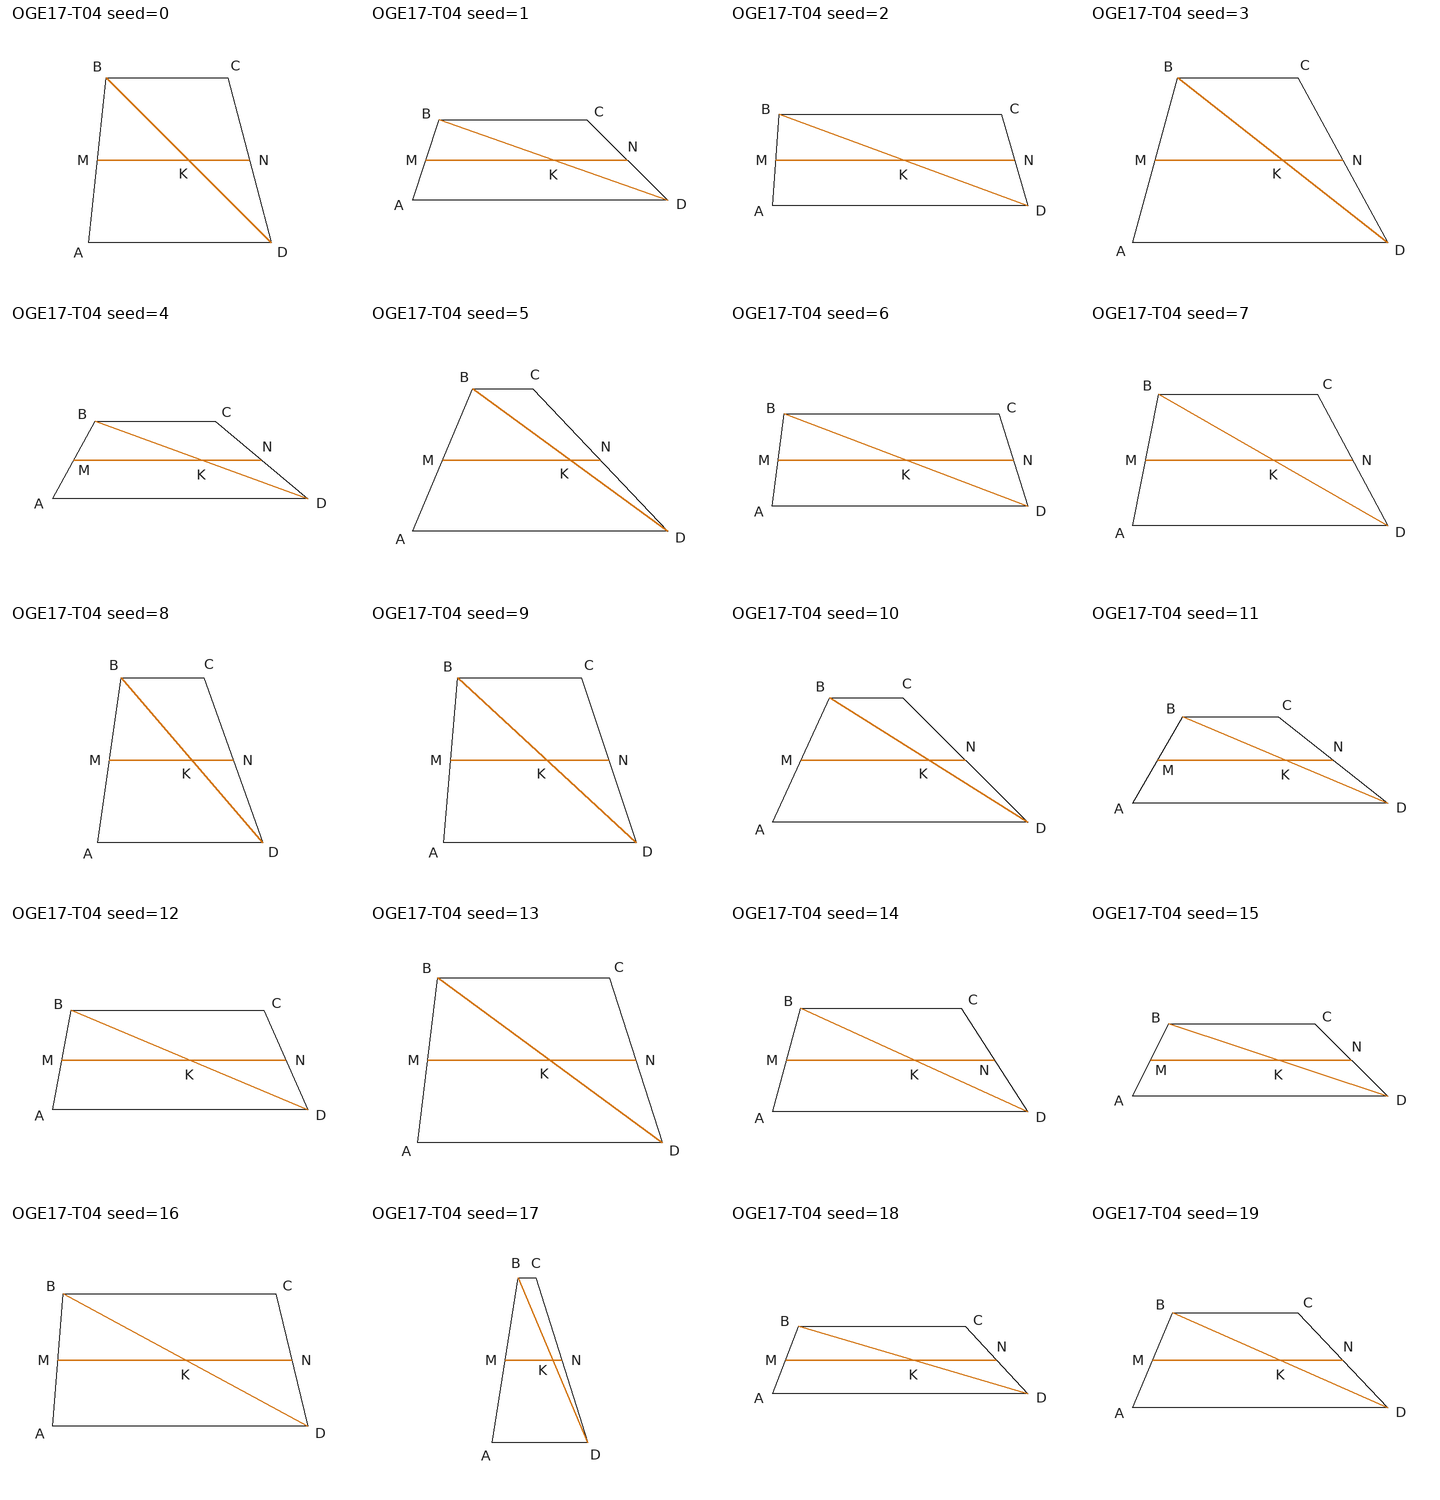 OGE17-T04 seed=0 OGE17-T04 seed=1 OGE17-T04 seed=2 OGE17-T04 seed=3
B C B C B C B C
M N M N M N M N
K K K K
A D A D A D A D
OGE17-T04 seed=4 OGE17-T04 seed=5 OGE17-T04 seed=6 OGE17-T04 seed=7
B C B C B C B C
M N M N M N M N
K K K K
A D A D A D A D
OGE17-T04 seed=8 OGE17-T04 seed=9 OGE17-T04 seed=10 OGE17-T04 seed=11
B C B C B C B C
M N M N M N M N
K K K K
A D A D A D A D
OGE17-T04 seed=12 OGE17-T04 seed=13 OGE17-T04 seed=14 OGE17-T04 seed=15
B C B C B C B C
M N M N M N M N
K K K K
A D A D A D A D
OGE17-T04 seed=16 OGE17-T04 seed=17 OGE17-T04 seed=18 OGE17-T04 seed=19
B C B C B C B C
M N M N M N M N
K K K K
A D A D A D A D